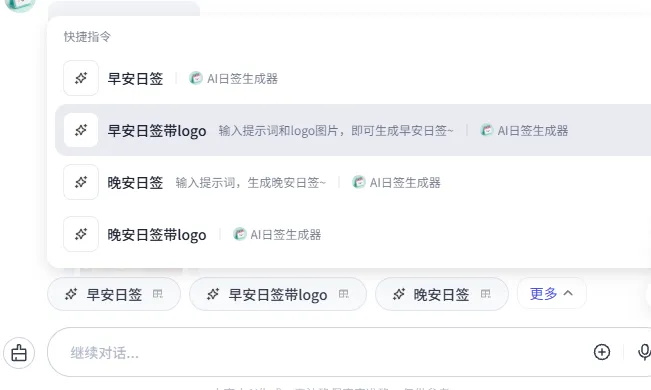 快捷指令
早安日签 AI日签生成器
早安日签带logo 输入提示词和logo图片，即可生成早安日签~ AI日签生成器
晚安日签 输入提示词，生成晚安日签~ AI日签生成器
晚安日签带logo AI日签生成器
早安日签 早安日签带logo 晚安日签 更多
继续对话...